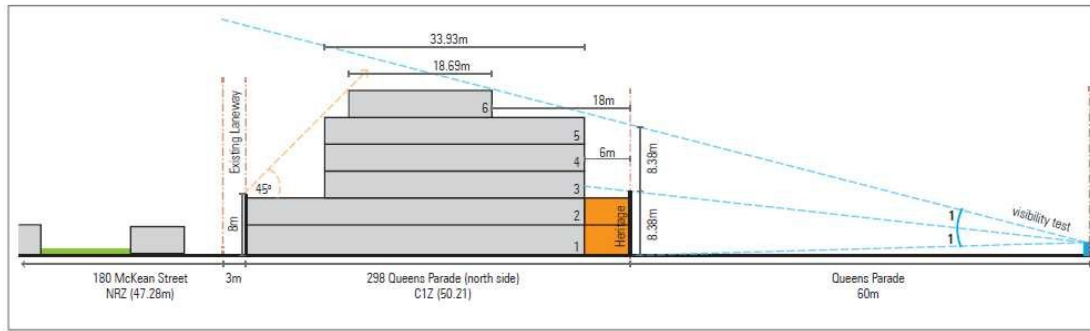 33.93m
18.69m
18m
6
Existing Laneway
5
4
6m
8.38m
45º
3
8m
2
Heritage
8.38m
1
1
1
visibility test
180 McKean Street
NRZ (47.28m)
3m
298 Queens Parade (north side)
C1Z (50.21)
Queens Parade
60m